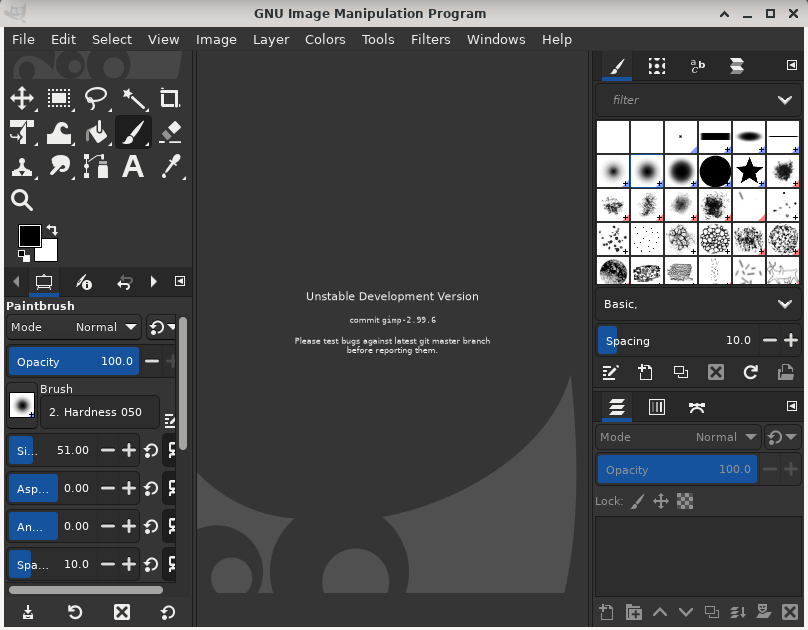 GNU Image Manipulation Program
File Edit Select View Image Layer Colors Tools Filters Windows Help
Paintbrush
Mode Normal
Opacity 100.0
Brush
2. Hardness 050
Si... 51.00
Asp... 0.00
An... 0.00
Spa... 10.0
Unstable Development Version
commit gimp-2.99.6
Please test bugs against latest git master branch
before reporting them.
filter
Basic,
Spacing 10.0
Mode Normal
Opacity 100.0
Lock: